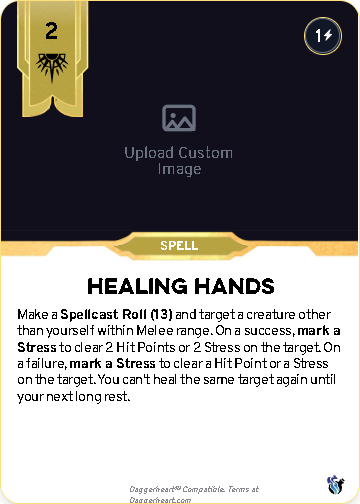 2
1
Upload Custom
Image
SPELL
HEALING HANDS
Make a Spellcast Roll (13) and target a creature other
than yourself within Melee range. On a success, mark a
Stress to clear 2 Hit Points or 2 Stress on the target. On
a failure, mark a Stress to clear a Hit Point or a Stress
on the target. You can't heal the same target again until
your next long rest.
Daggerheart℠ Compatible. Terms at
Daggerheart.com